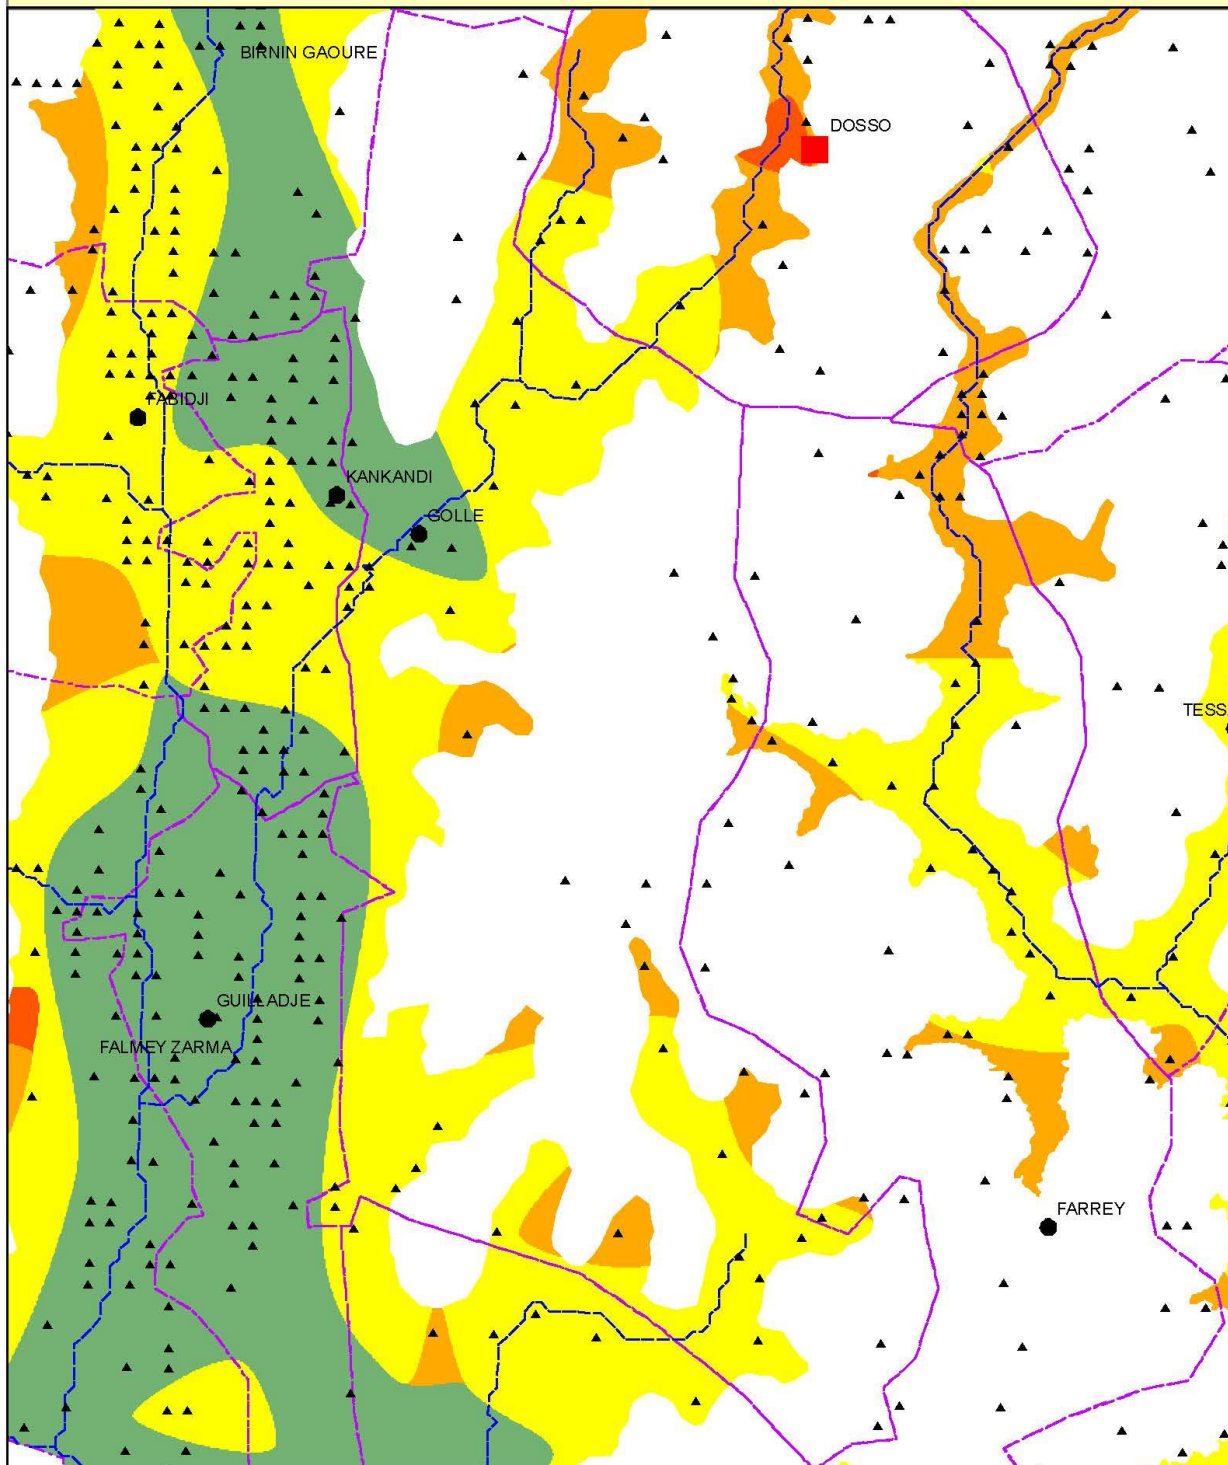 BIRNIN GAOURE
DOSSO
FABIDJI
KANKANDI
GOLLE
TESS
GUILLADJE
FALMEY ZARMA
FARREY